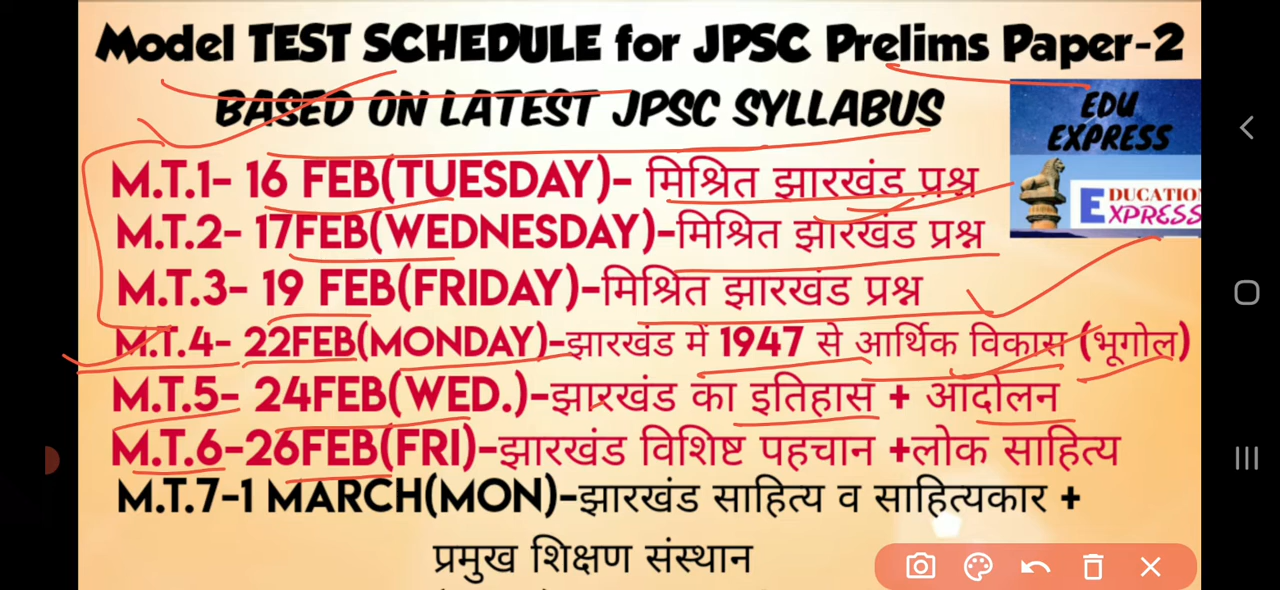 Model TEST SCHEDULE for JPSC Prelims Paper-2
BASED ON LATEST JPSC SYLLABUS
EDU
EXPRESS
EDUCATION
XPRESS
M.T.1- 16 FEB(TUESDAY)- मिश्रित झारखंड प्रश्न
M.T.2- 17FEB(WEDNESDAY)-मिश्रित झारखंड प्रश्न
M.T.3- 19 FEB(FRIDAY)-मिश्रित झारखंड प्रश्न
M.T.4- 22FEB(MONDAY)-झारखंड में 1947 से आर्थिक विकास (भूगोल)
M.T.5- 24FEB(WED.)-झारखंड का इतिहास + आदोलन
M.T.6-26FEB(FRI)-झारखंड विशिष्ट पहचान +लोक साहित्य
M.T.7-1 MARCH(MON)-झारखंड साहित्य व साहित्यकार +
प्रमुख शिक्षण संस्थान